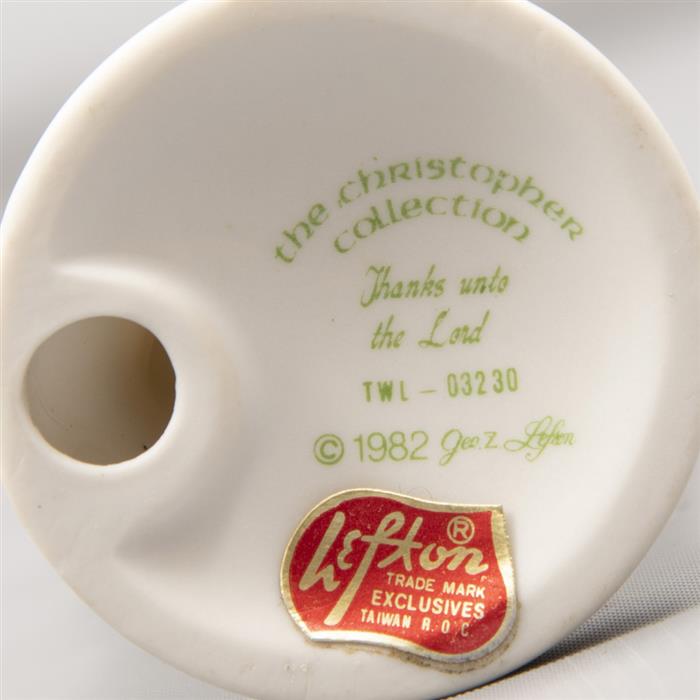 the christopher
collection
Thanks unto
the Lord
TWL - 03230
© 1982 Geo. Z. Lefton
Lefton ®
TRADE MARK
EXCLUSIVES
TAIWAN R.O.C